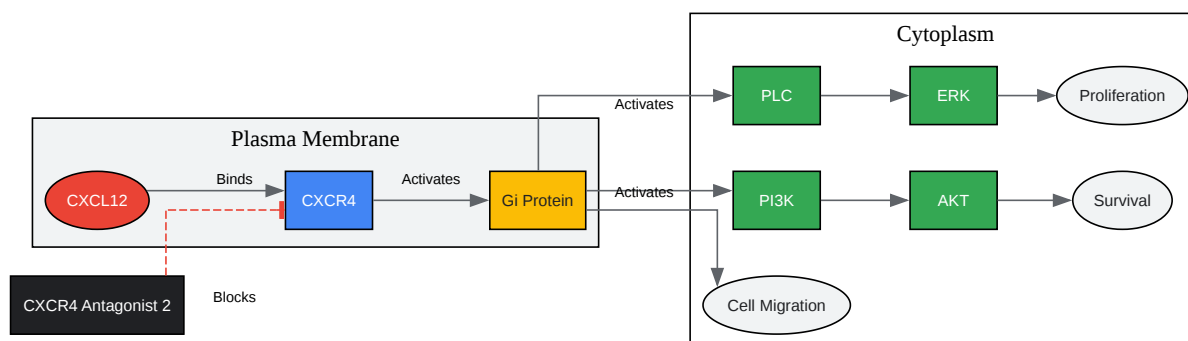 Cytoplasm
PLC
ERK
Proliferation
Activates
Plasma Membrane
CXCL12
Binds
CXCR4
Activates
Gi Protein
Activates
PI3K
AKT
Survival
CXCR4 Antagonist 2
Blocks
Cell Migration